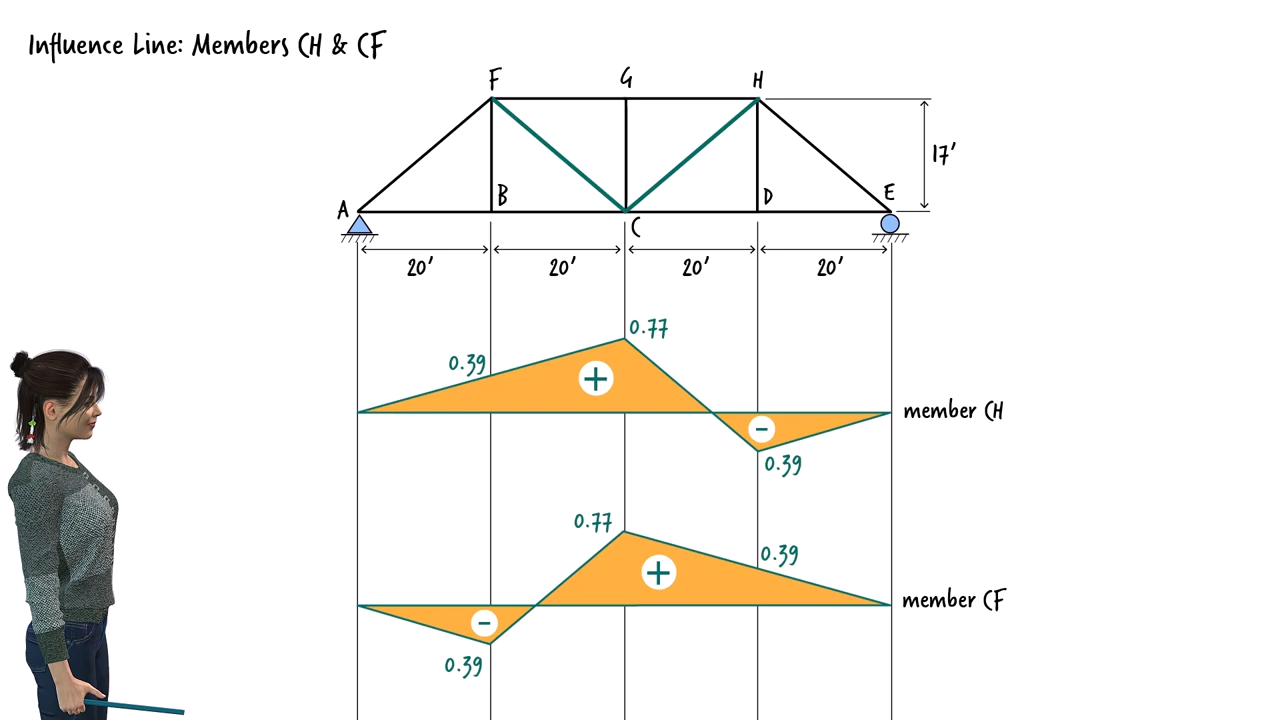 Influence Line: Members CH & CF
F G H
17'
A B C D E
20' 20' 20' 20'
0.77
0.39
+
member CH
-
0.39
0.77
0.39
+
member CF
-
0.39